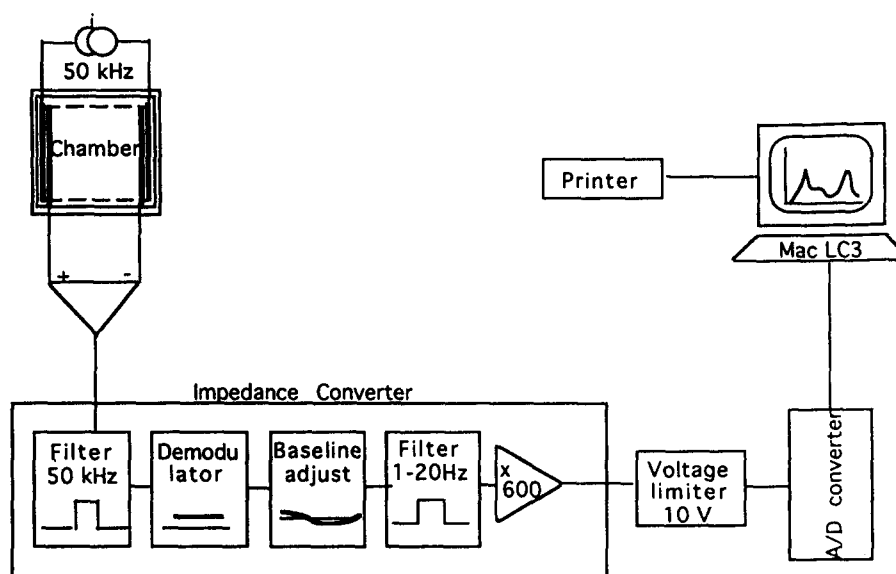 50 kHz
Chamber
+ -
Printer
Mac LC3
Impedance Converter
Filter
50 kHz
Demodu
lator
Baseline
adjust
Filter
1-20Hz
x
600
Voltage
limiter
10 V
A/D converter